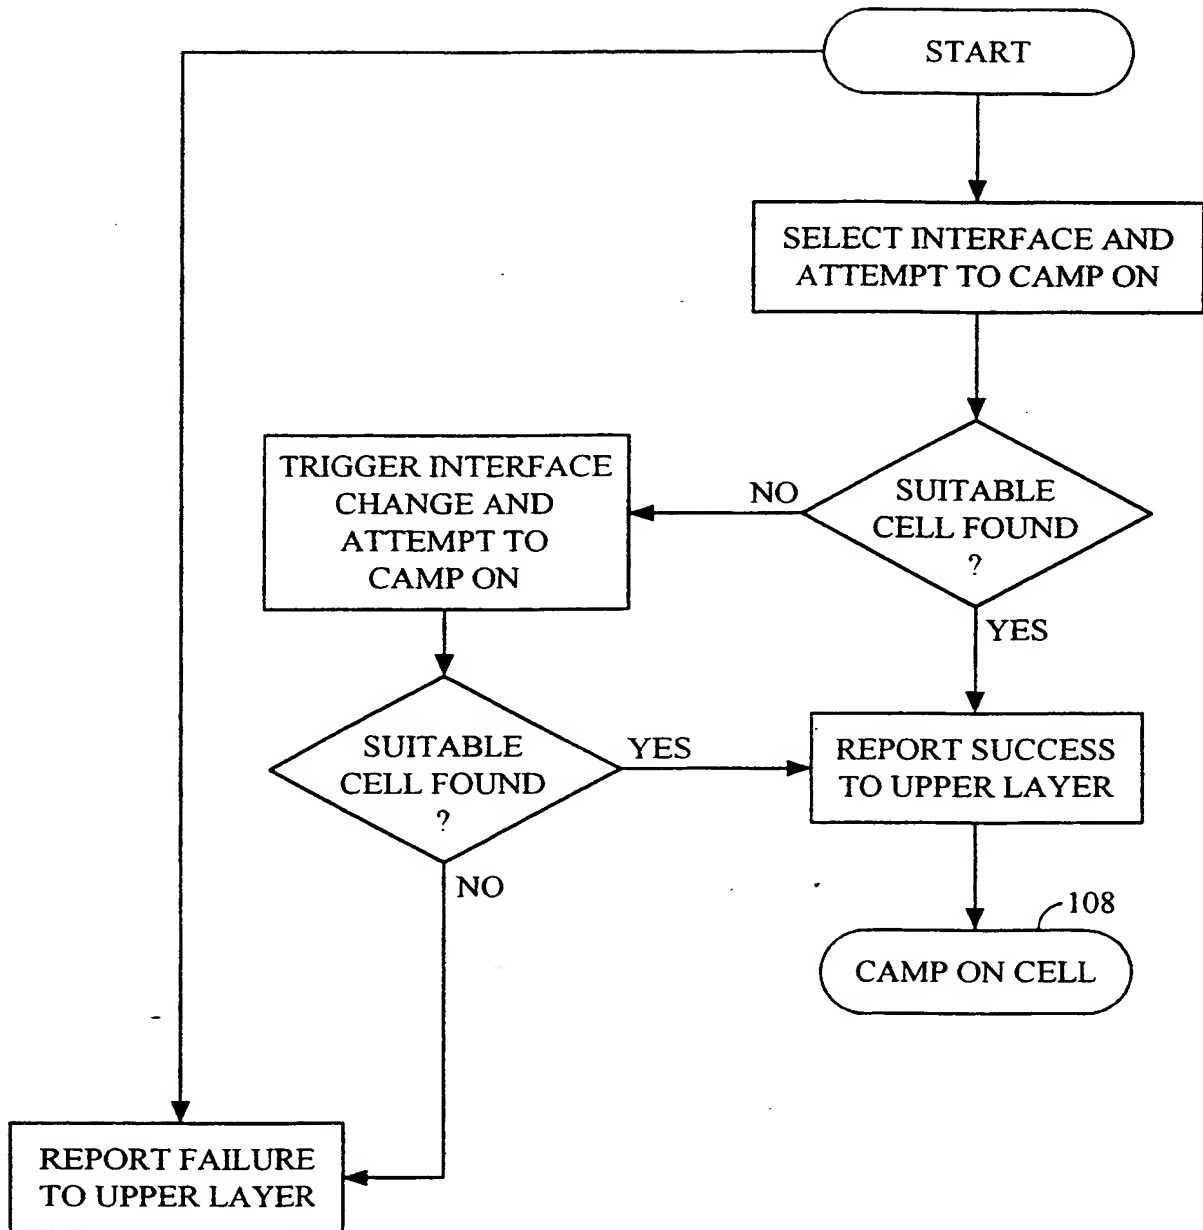 START
SELECT INTERFACE AND
ATTEMPT TO CAMP ON
SUITABLE
CELL FOUND
?
NO
YES
TRIGGER INTERFACE
CHANGE AND
ATTEMPT TO
CAMP ON
SUITABLE
CELL FOUND
?
YES
NO
REPORT SUCCESS
TO UPPER LAYER
108
CAMP ON CELL
REPORT FAILURE
TO UPPER LAYER